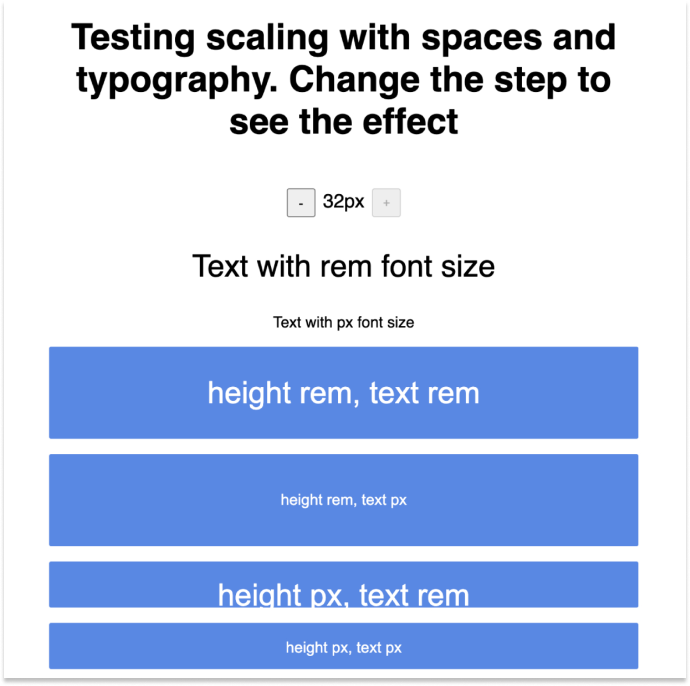 Testing scaling with spaces and
typography. Change the step to
see the effect
- 32px +
Text with rem font size
Text with px font size
height rem, text rem
height rem, text px
height px, text rem
height px, text px